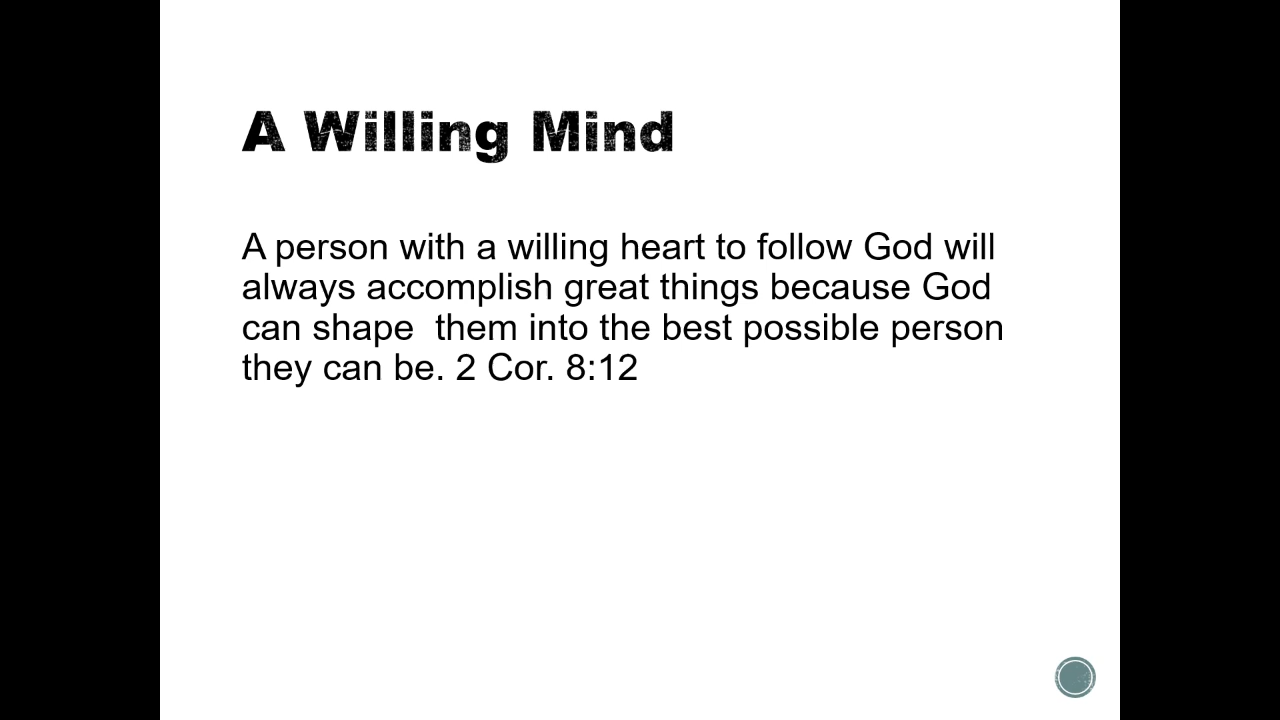 A Willing Mind
A person with a willing heart to follow God will
always accomplish great things because God
can shape  them into the best possible person
they can be. 2 Cor. 8:12